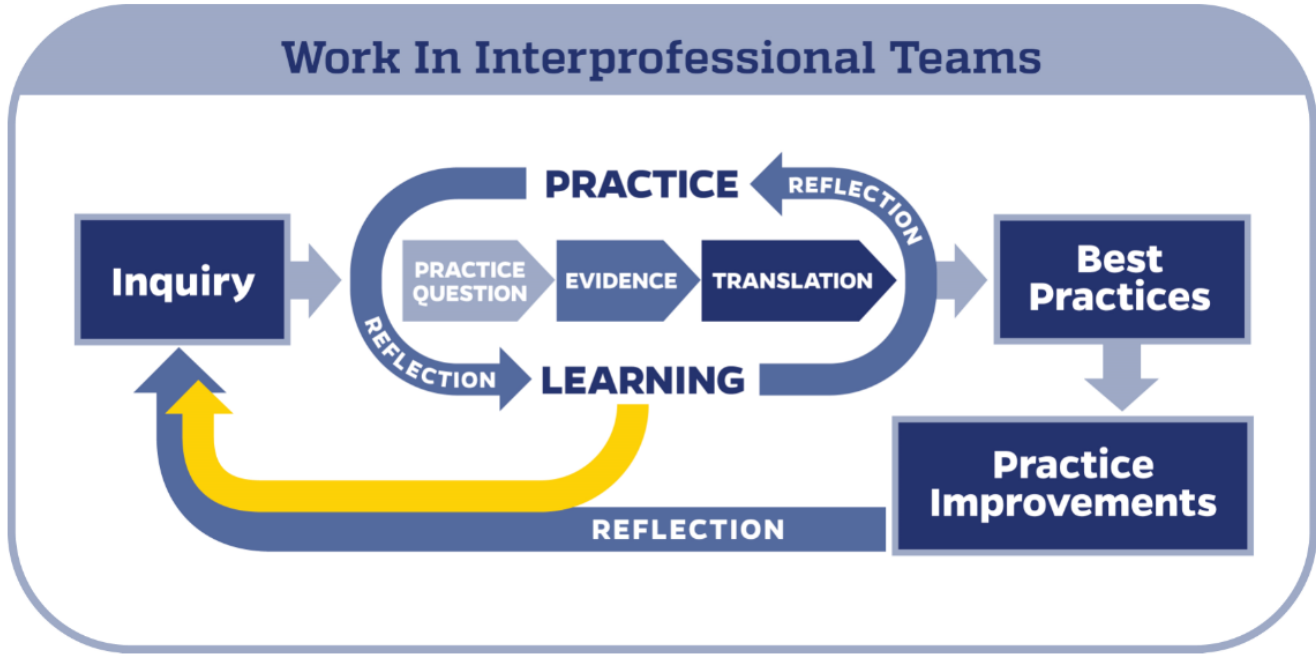 Work In Interprofessional Teams
PRACTICE
REFLECTION
Inquiry
PRACTICE
QUESTION
EVIDENCE
TRANSLATION
Best
Practices
REFLECTION
LEARNING
Practice
Improvements
REFLECTION